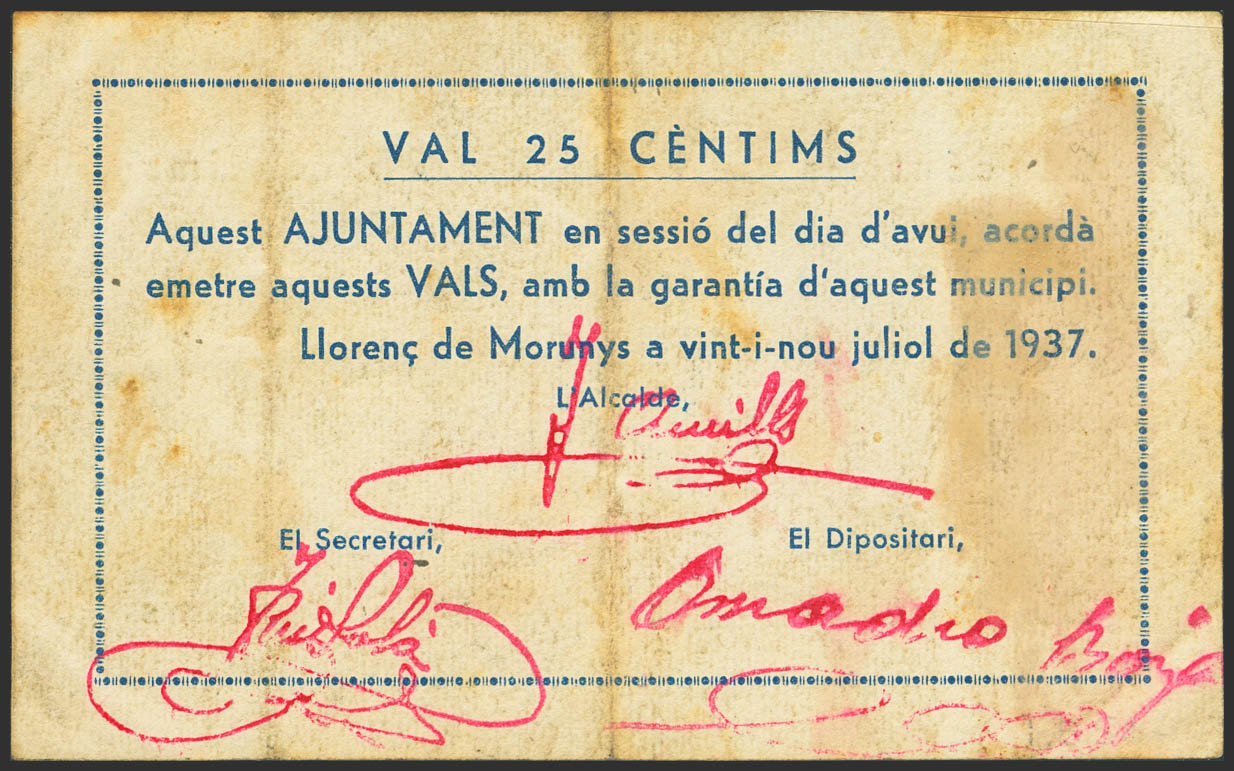 VAL 25 CÈNTIMS
Aquest AJUNTAMENT en sessió del dia d'avui, acordà
emetre aquests VALS, amb la garantía d'aquest municipi.
Llorenç de Morunys a vint-i-nou juliol de 1937.
L'Alcalde,
El Secretari,
El Dipositari,
Amadeo